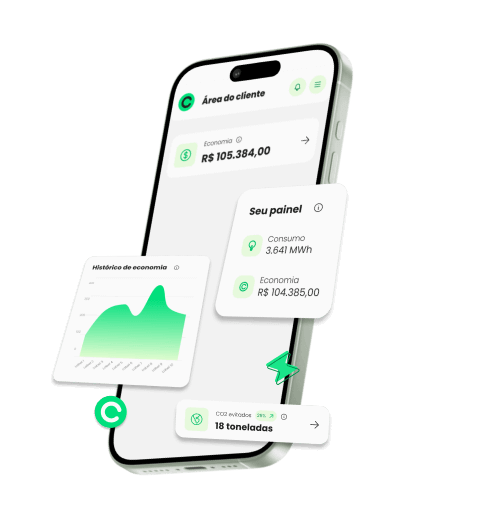 Área do cliente
Economia
R$ 105.384,00
Seu painel
Consumo
3.641 MWh
Economia
R$ 104.385,00
Histórico de economia
CO2 evitados 28%
18 toneladas